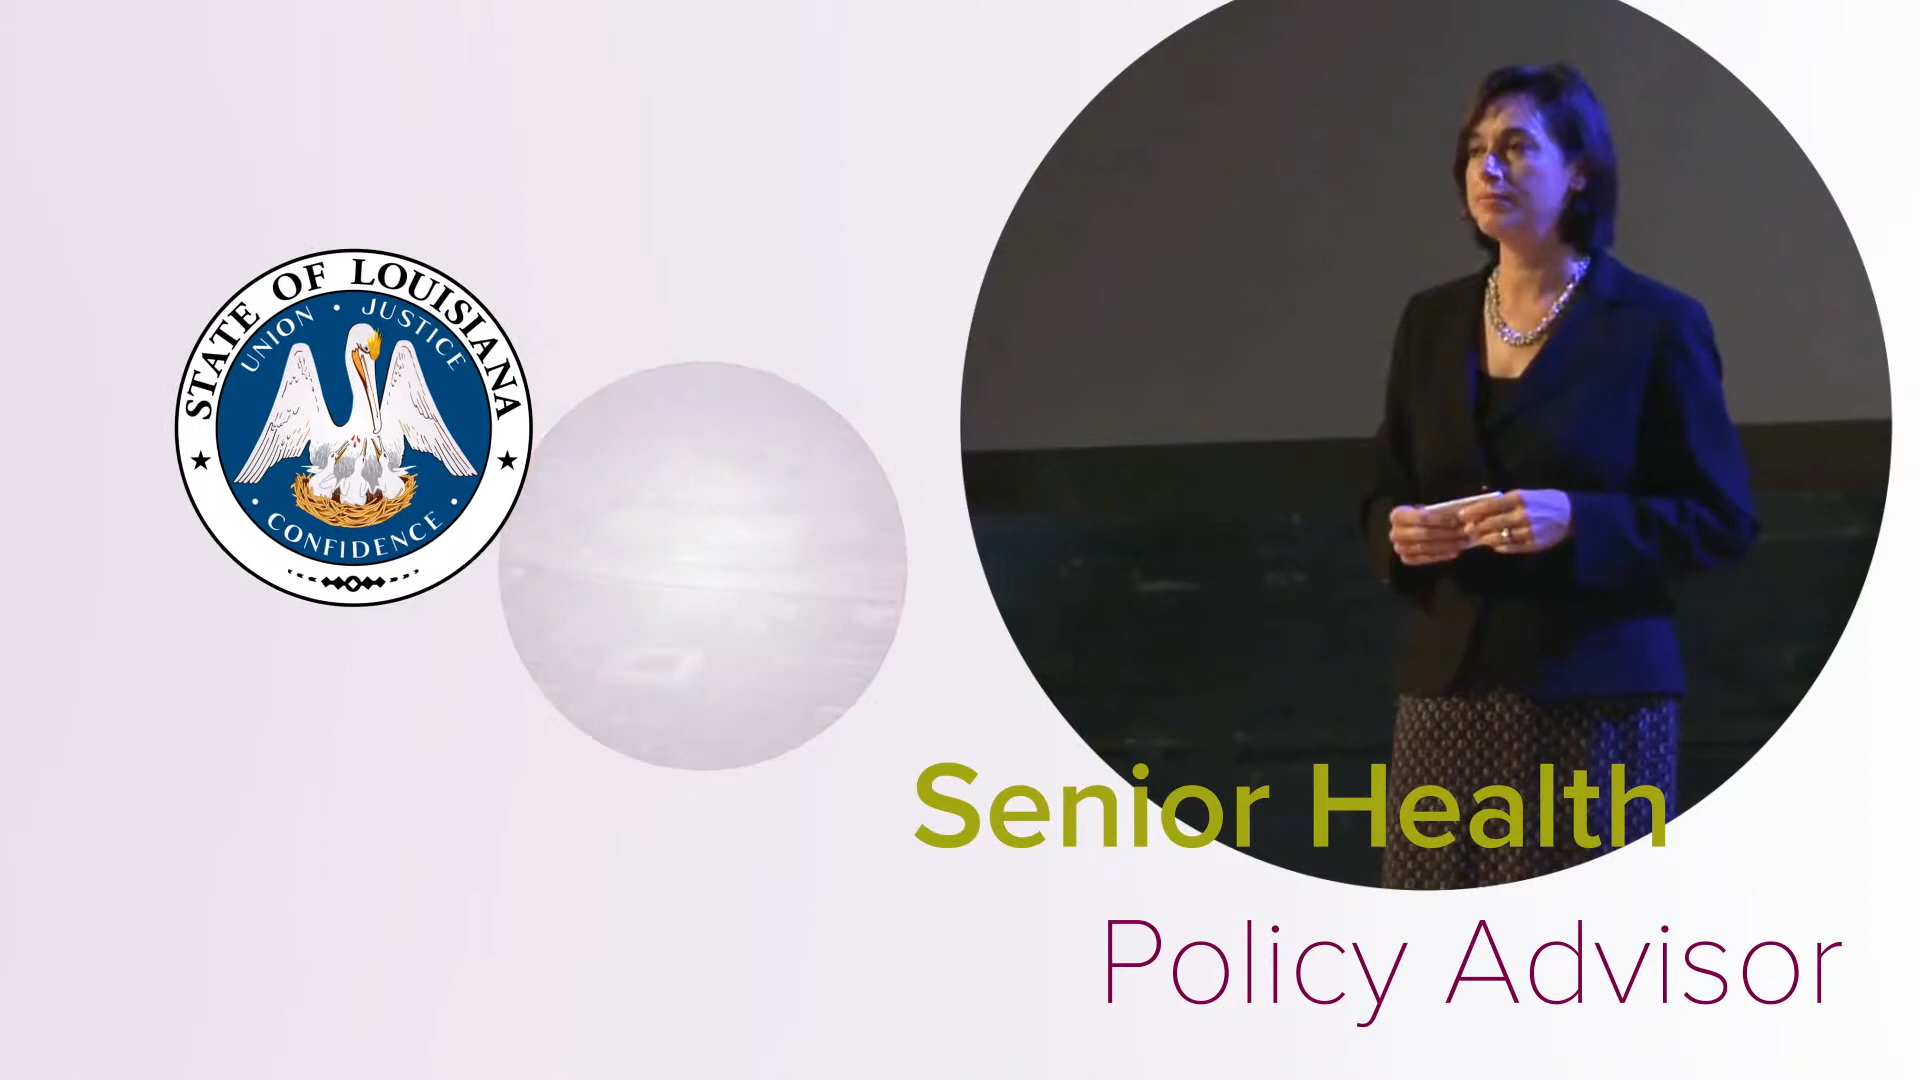 STATE OF LOUISIANA
UNION • JUSTICE
• CONFIDENCE •
Senior Health
Policy Advisor